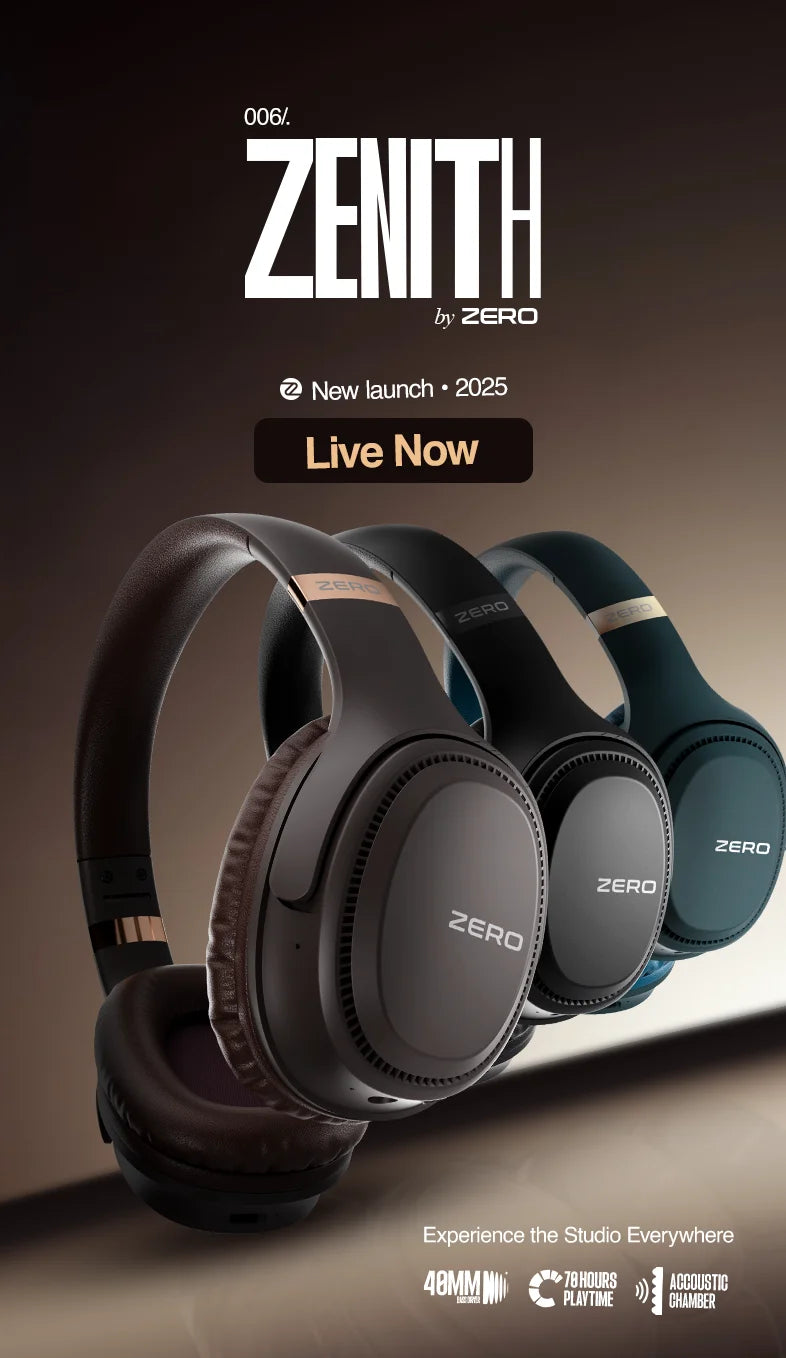 006/.
ZENITH
by ZERO
New launch • 2025
Live Now
ZERO
ZERO
ZERO
ZERO
ZERO
ZERO
Experience the Studio Everywhere
40MM
70 HOURS
PLAYTIME
ACCOUSTIC
CHAMBER